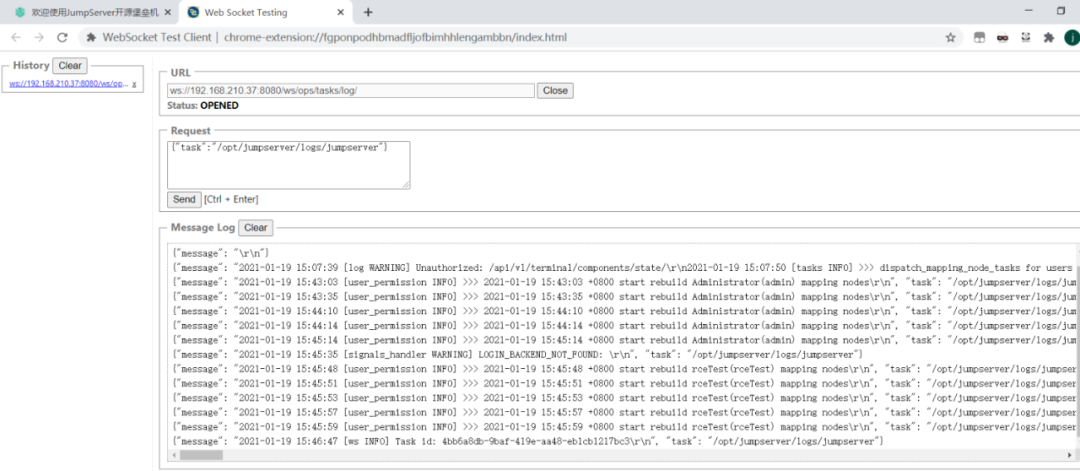 欢迎使用JumpServer开源堡垒机
Web Socket Testing
WebSocket Test Client | chrome-extension://fgponpodhbmadfljofbimhhlengambbn/index.html
History Clear
ws://192.168.210.37:8080/ws/op... x
URL
ws://192.168.210.37:8080/ws/ops/tasks/log/ Close
Status: OPENED
Request
{"task":"/opt/jumpserver/logs/jumpserver"}
Send [Ctrl + Enter]
Message Log Clear
{"message": "\r\n"}
{"message": "2021-01-19 15:07:39 [log WARNING] Unauthorized: /api/v1/terminal/components/state/\r\n2021-01-19 15:07:50 [tasks INFO] >>> dispatch_mapping_node_tasks for users
{"message": "2021-01-19 15:43:03 [user_permission INFO] >>> 2021-01-19 15:43:03 +0800 start rebuild Administrator(admin) mapping nodes\r\n", "task": "/opt/jumpserver/logs/jum
{"message": "2021-01-19 15:43:35 [user_permission INFO] >>> 2021-01-19 15:43:35 +0800 start rebuild Administrator(admin) mapping nodes\r\n", "task": "/opt/jumpserver/logs/jum
{"message": "2021-01-19 15:44:10 [user_permission INFO] >>> 2021-01-19 15:44:10 +0800 start rebuild Administrator(admin) mapping nodes\r\n", "task": "/opt/jumpserver/logs/jum
{"message": "2021-01-19 15:44:14 [user_permission INFO] >>> 2021-01-19 15:44:14 +0800 start rebuild Administrator(admin) mapping nodes\r\n", "task": "/opt/jumpserver/logs/jum
{"message": "2021-01-19 15:45:14 [user_permission INFO] >>> 2021-01-19 15:45:14 +0800 start rebuild Administrator(admin) mapping nodes\r\n", "task": "/opt/jumpserver/logs/jum
{"message": "2021-01-19 15:45:35 [signals_handler WARNING] LOGIN_BACKEND_NOT_FOUND: \r\n", "task": "/opt/jumpserver/logs/jumpserver"}
{"message": "2021-01-19 15:45:48 [user_permission INFO] >>> 2021-01-19 15:45:48 +0800 start rebuild rceTest(rceTest) mapping nodes\r\n", "task": "/opt/jumpserver/logs/jumpser
{"message": "2021-01-19 15:45:51 [user_permission INFO] >>> 2021-01-19 15:45:51 +0800 start rebuild rceTest(rceTest) mapping nodes\r\n", "task": "/opt/jumpserver/logs/jumpser
{"message": "2021-01-19 15:45:53 [user_permission INFO] >>> 2021-01-19 15:45:53 +0800 start rebuild rceTest(rceTest) mapping nodes\r\n", "task": "/opt/jumpserver/logs/jumpser
{"message": "2021-01-19 15:45:57 [user_permission INFO] >>> 2021-01-19 15:45:57 +0800 start rebuild rceTest(rceTest) mapping nodes\r\n", "task": "/opt/jumpserver/logs/jumpser
{"message": "2021-01-19 15:45:59 [user_permission INFO] >>> 2021-01-19 15:45:59 +0800 start rebuild rceTest(rceTest) mapping nodes\r\n", "task": "/opt/jumpserver/logs/jumpser
{"message": "2021-01-19 15:46:47 [ws INFO] Task id: 4bb6a8db-9baf-419e-aa48-eb1cb1217bc3\r\n", "task": "/opt/jumpserver/logs/jumpserver"}